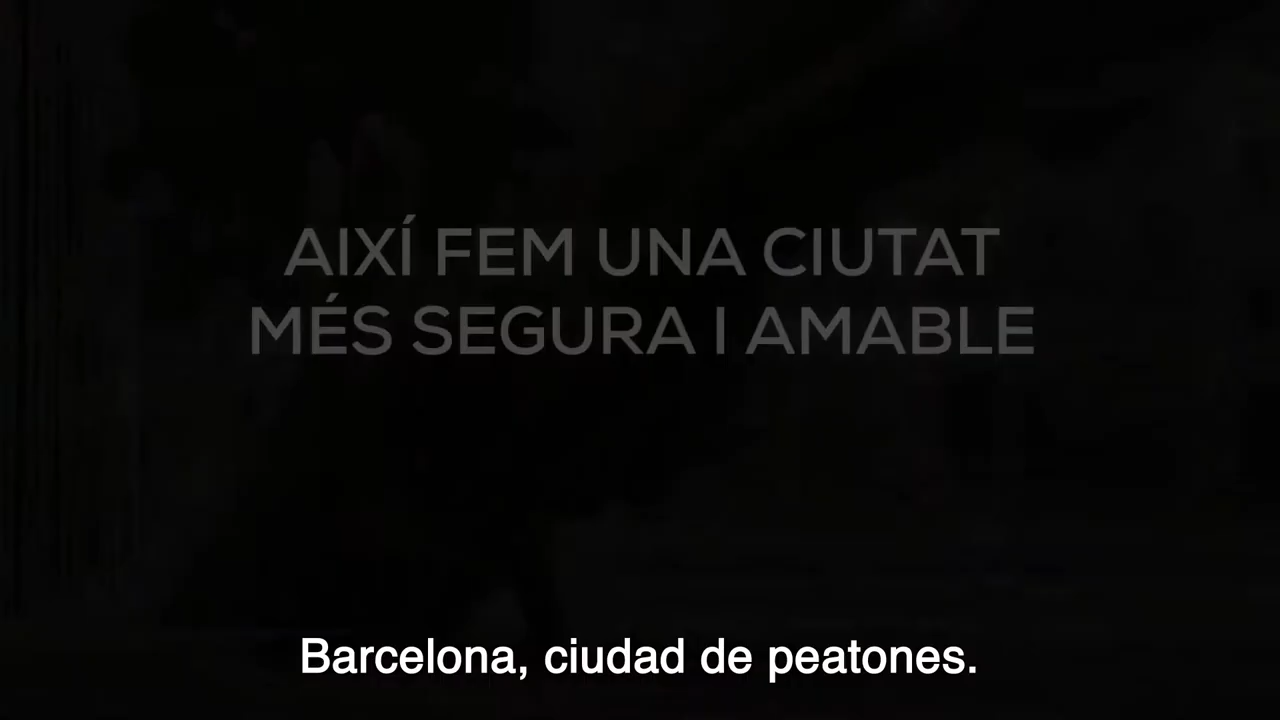 AIXÍ FEM UNA CIUTAT
MÉS SEGURA I AMABLE
Barcelona, ciudad de peatones.